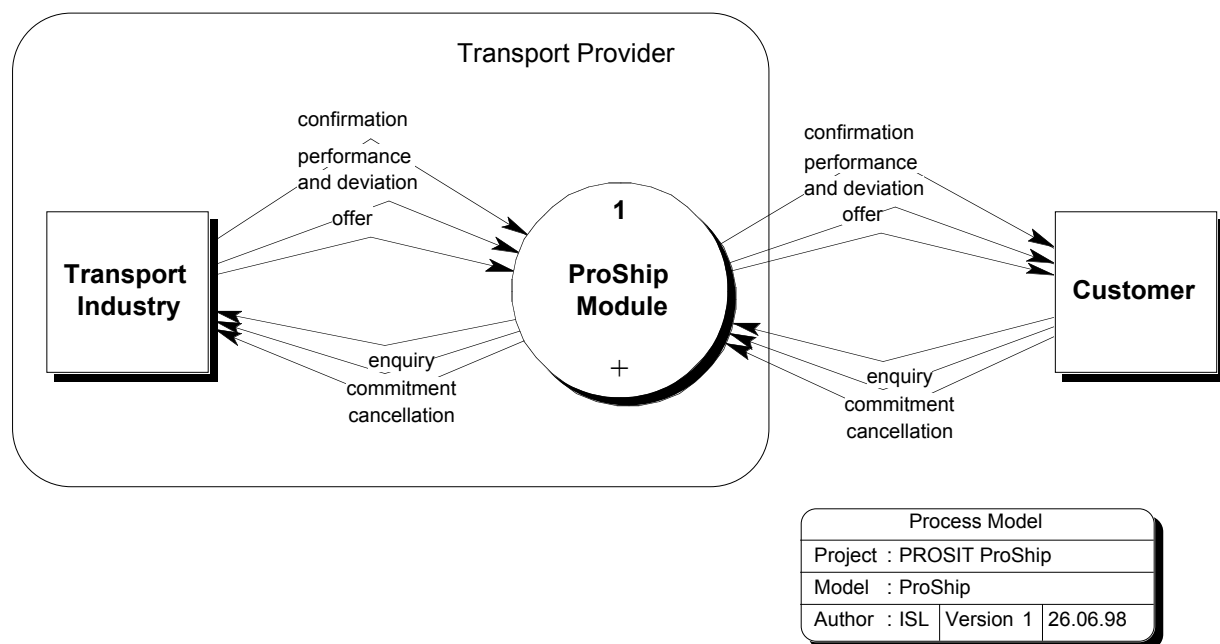 Transport Provider
confirmation
performance
and deviation
offer
confirmation
performance
and deviation
offer
Transport
Industry
1
ProShip
Module
+
Customer
enquiry
commitment
cancellation
enquiry
commitment
cancellation
Process Model
Project : PROSIT ProShip
Model : ProShip
Author : ISL Version 1 26.06.98